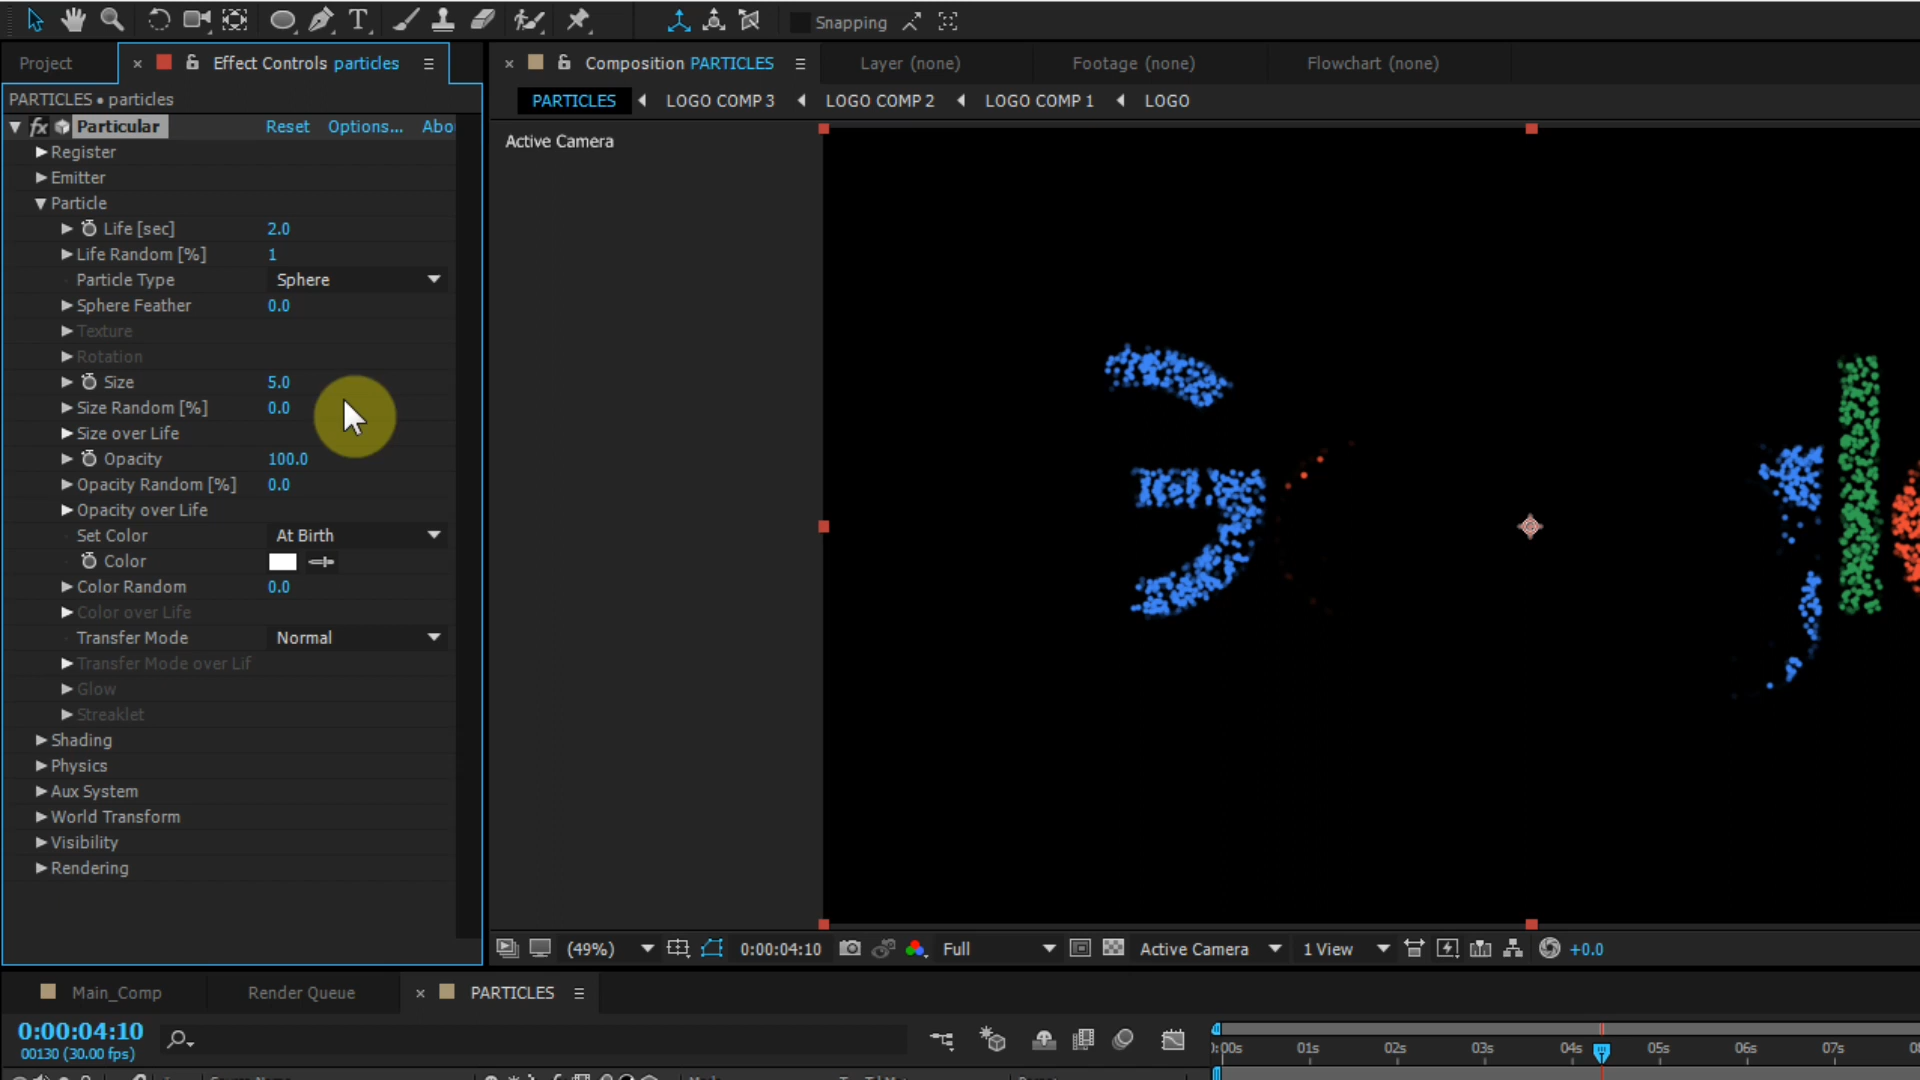 Snapping
Project
× Effect Controls particles
× Composition PARTICLES
Layer (none)
Footage (none)
Flowchart (none)
PARTICLES • particles
PARTICLES
LOGO COMP 3
LOGO COMP 2
LOGO COMP 1
LOGO
fx Particular Reset Options... Abo
Active Camera
Register
Emitter
Particle
Life [sec] 2.0
Life Random [%] 1
Particle Type Sphere
Sphere Feather 0.0
Texture
Rotation
Size 5.0
Size Random [%] 0.0
Size over Life
Opacity 100.0
Opacity Random [%] 0.0
Opacity over Life
Set Color At Birth
Color
Color Random 0.0
Color over Life
Transfer Mode Normal
Transfer Mode over Lif
Glow
Streaklet
Shading
Physics
Aux System
World Transform
Visibility
Rendering
(49%) 0:00:04:10 Full Active Camera 1 View +0.0
Main_Comp
Render Queue
× PARTICLES
0:00:04:10
00130 (30.00 fps)
):00s 01s 02s 03s 04s 05s 06s 07s